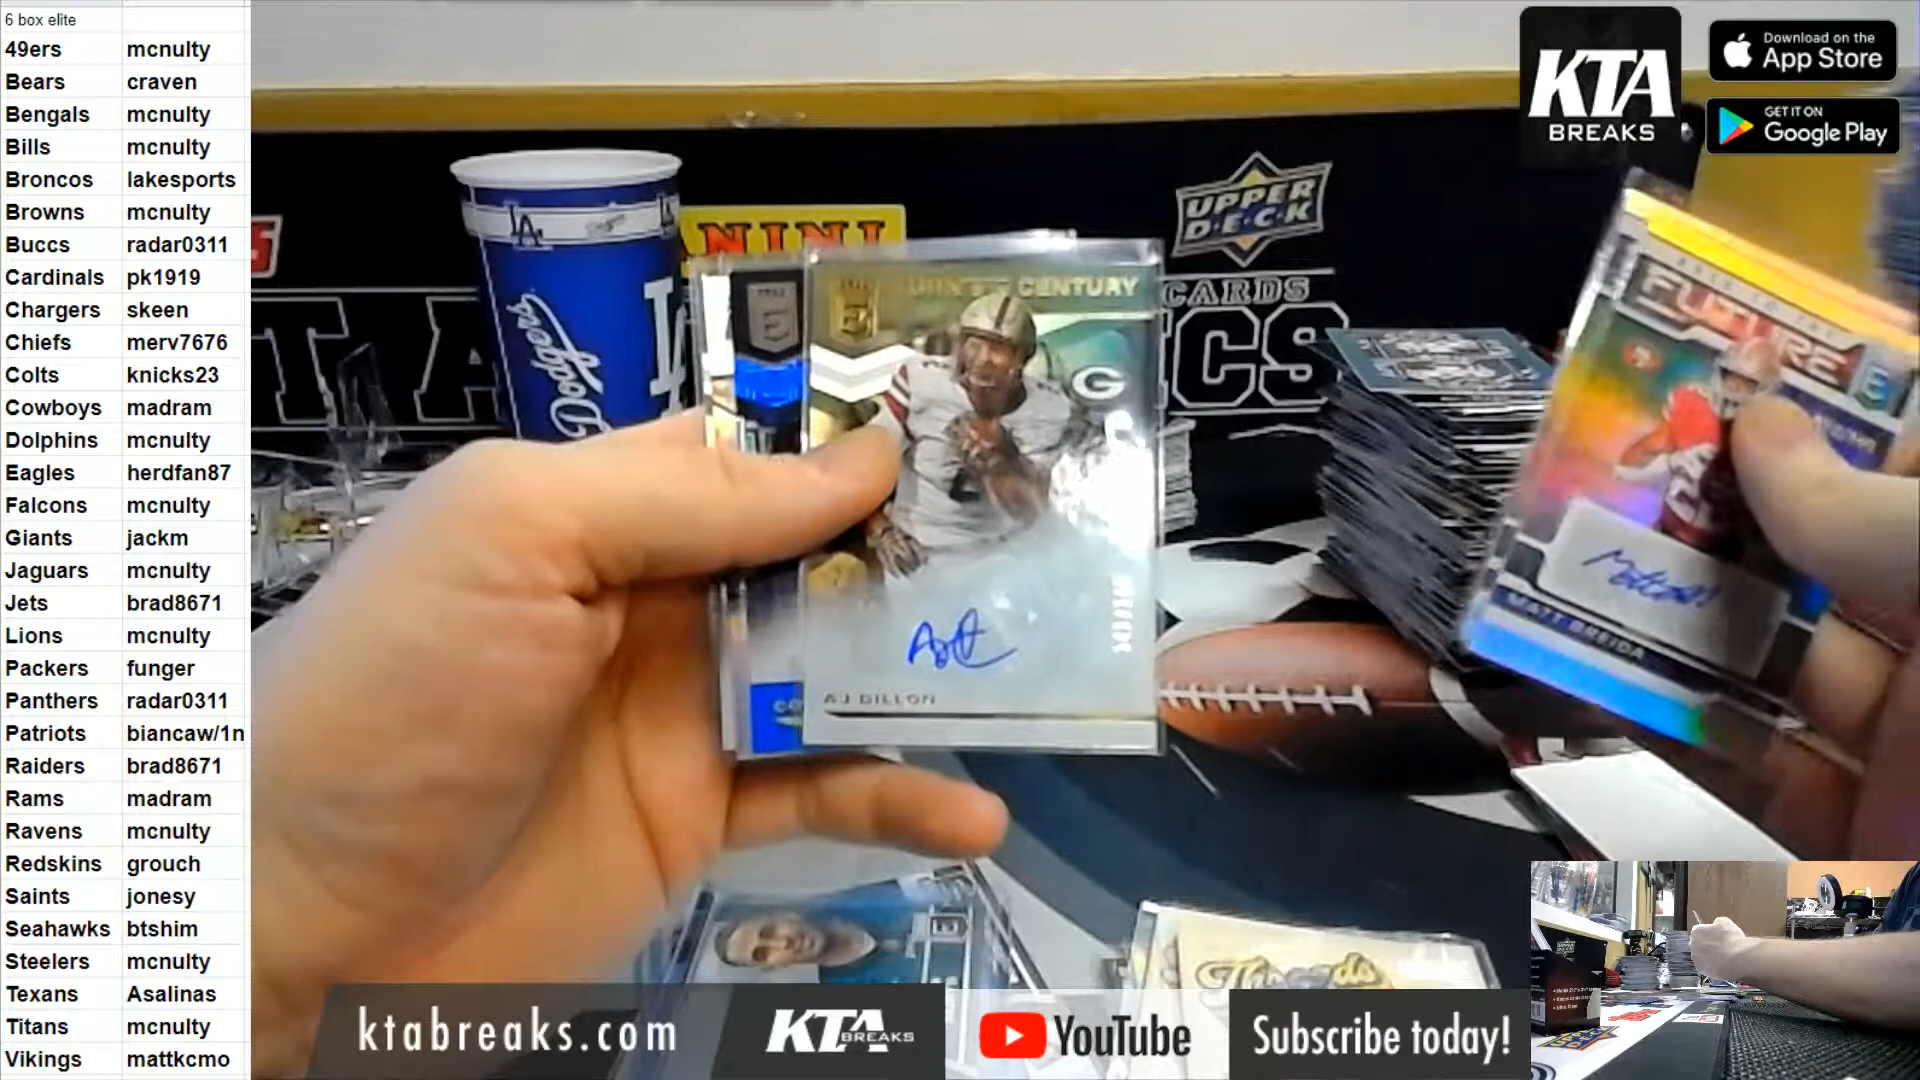 6 box elite
49ers mcnulty
Bears craven
Bengals mcnulty
Bills mcnulty
Broncos lakesports
Browns mcnulty
Buccs radar0311
Cardinals pk1919
Chargers skeen
Chiefs merv7676
Colts knicks23
Cowboys madram
Dolphins mcnulty
Eagles herdfan87
Falcons mcnulty
Giants jackm
Jaguars mcnulty
Jets brad8671
Lions mcnulty
Packers funger
Panthers radar0311
Patriots biancaw/1n
Raiders brad8671
Rams madram
Ravens mcnulty
Redskins grouch
Saints jonesy
Seahawks btshim
Steelers mcnulty
Texans Asalinas
Titans mcnulty
Vikings mattkcmo
KTA
BREAKS
Download on the
App Store
GET IT ON
Google Play
LA
Dodgers
PANINI
UPPER
DECK
CARDS
CENTURY
G
AJ DILLON
FUTURE
MATT BREIDA
Threads
ktabreaks.com
KTA BREAKS
YouTube
Subscribe today!